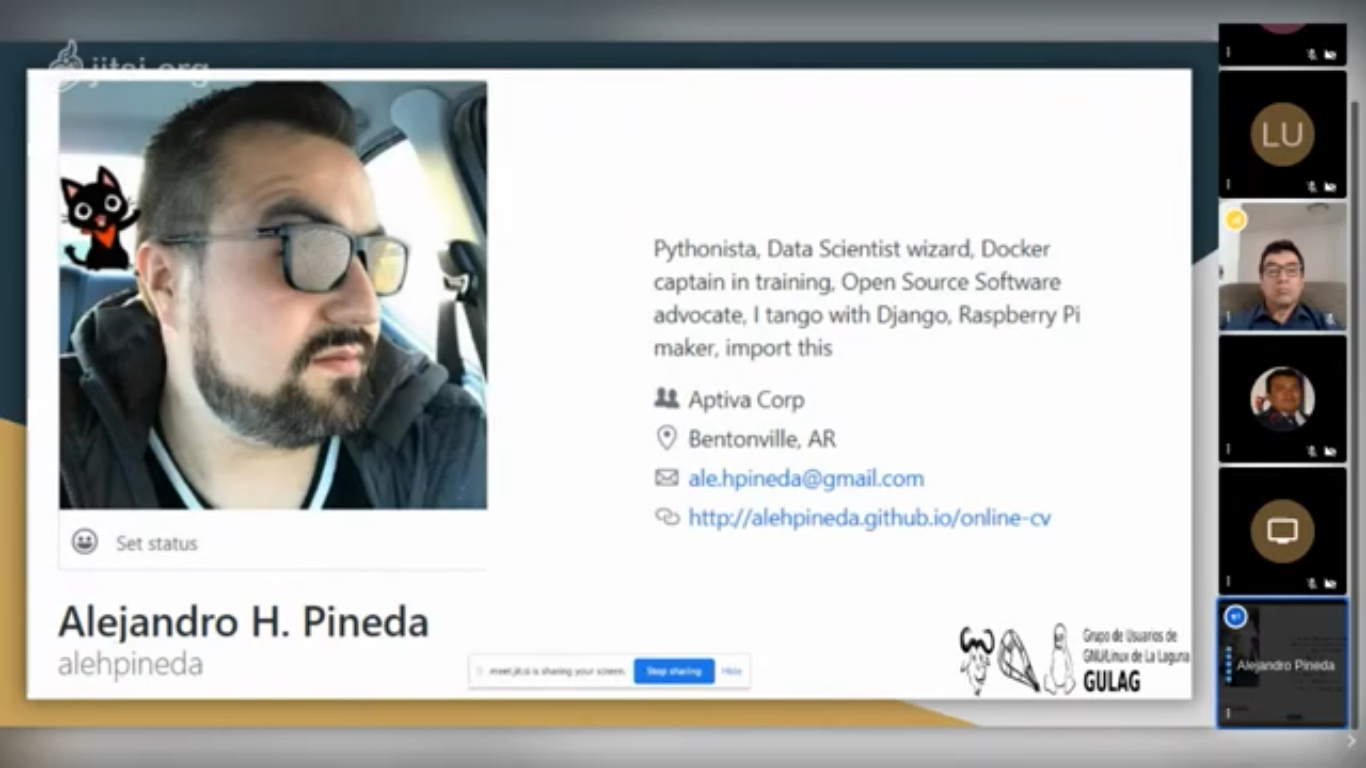 jitsi.org
Pythonista, Data Scientist wizard, Docker
captain in training, Open Source Software
advocate, I tango with Django, Raspberry Pi
maker, import this
Aptiva Corp
Bentonville, AR
ale.hpineda@gmail.com
http://alehpineda.github.io/online-cv
Set status
Alejandro H. Pineda
alehpineda
meet.jit.si is sharing your screen.
Stop sharing
Hide
Grupo de Usuarios de
GNU/Linux de La Laguna
GULAG
LU
Alejandro Pineda